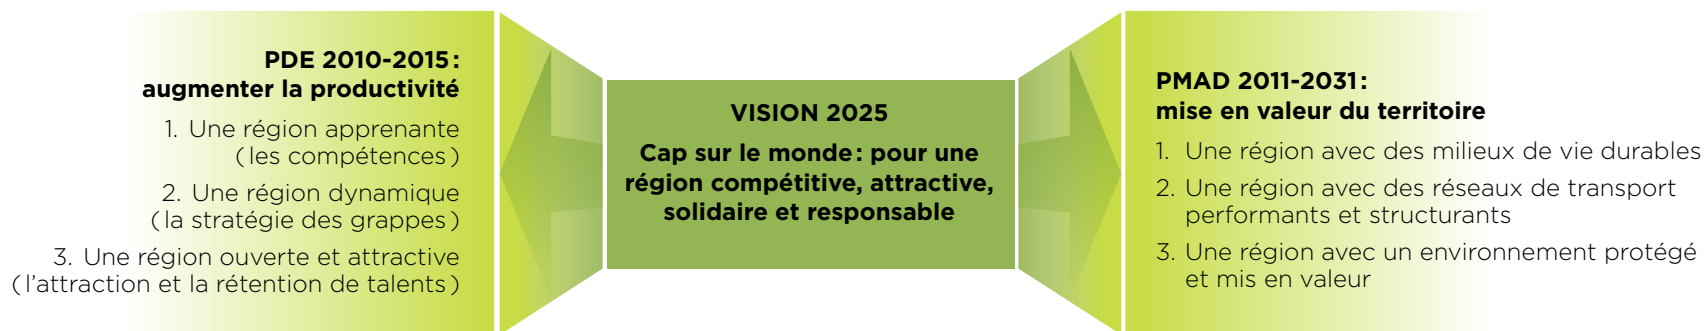 PDE 2010-2015 :
augmenter la productivité
1. Une région apprenante
(les compétences)
2. Une région dynamique
(la stratégie des grappes)
3. Une région ouverte et attractive
(l’attraction et la rétention de talents)
VISION 2025
Cap sur le monde : pour une
région compétitive, attractive,
solidaire et responsable
PMAD 2011-2031 :
mise en valeur du territoire
1. Une région avec des milieux de vie durables
2. Une région avec des réseaux de transport
performants et structurants
3. Une région avec un environnement protégé
et mis en valeur